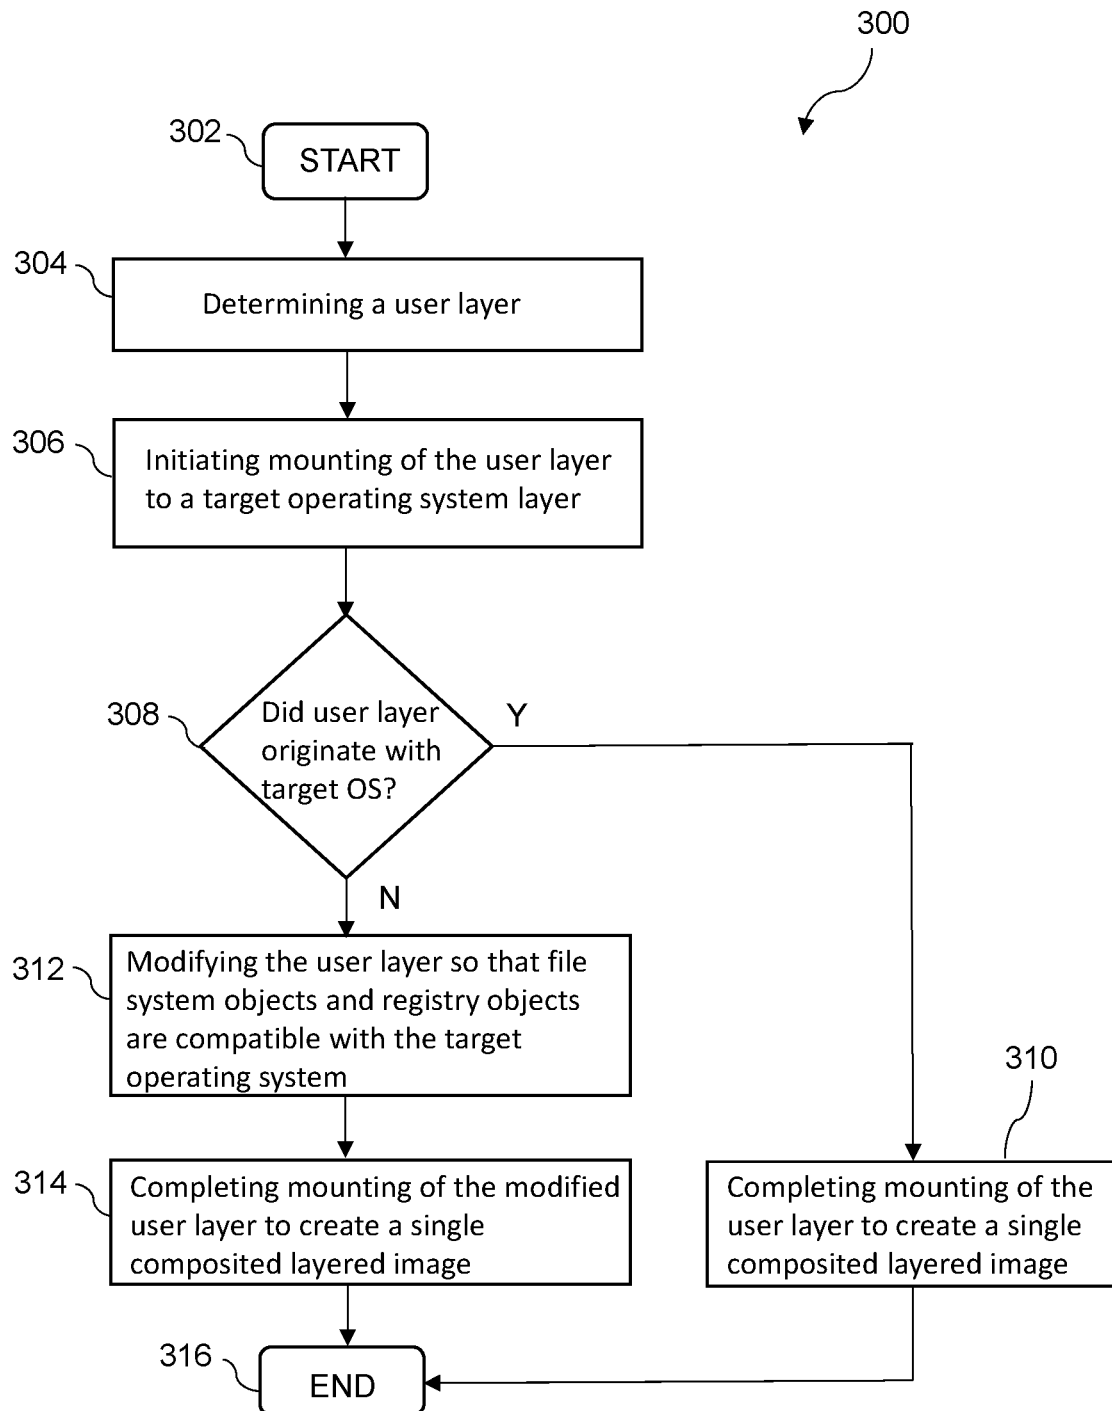 300
302
START
304
Determining a user layer
306
Initiating mounting of the user layer
to a target operating system layer
308
Did user layer
originate with
target OS?
Y
N
312
Modifying the user layer so that file
system objects and registry objects
are compatible with the target
operating system
310
314
Completing mounting of the modified
user layer to create a single
composited layered image
Completing mounting of the
user layer to create a single
composited layered image
316
END